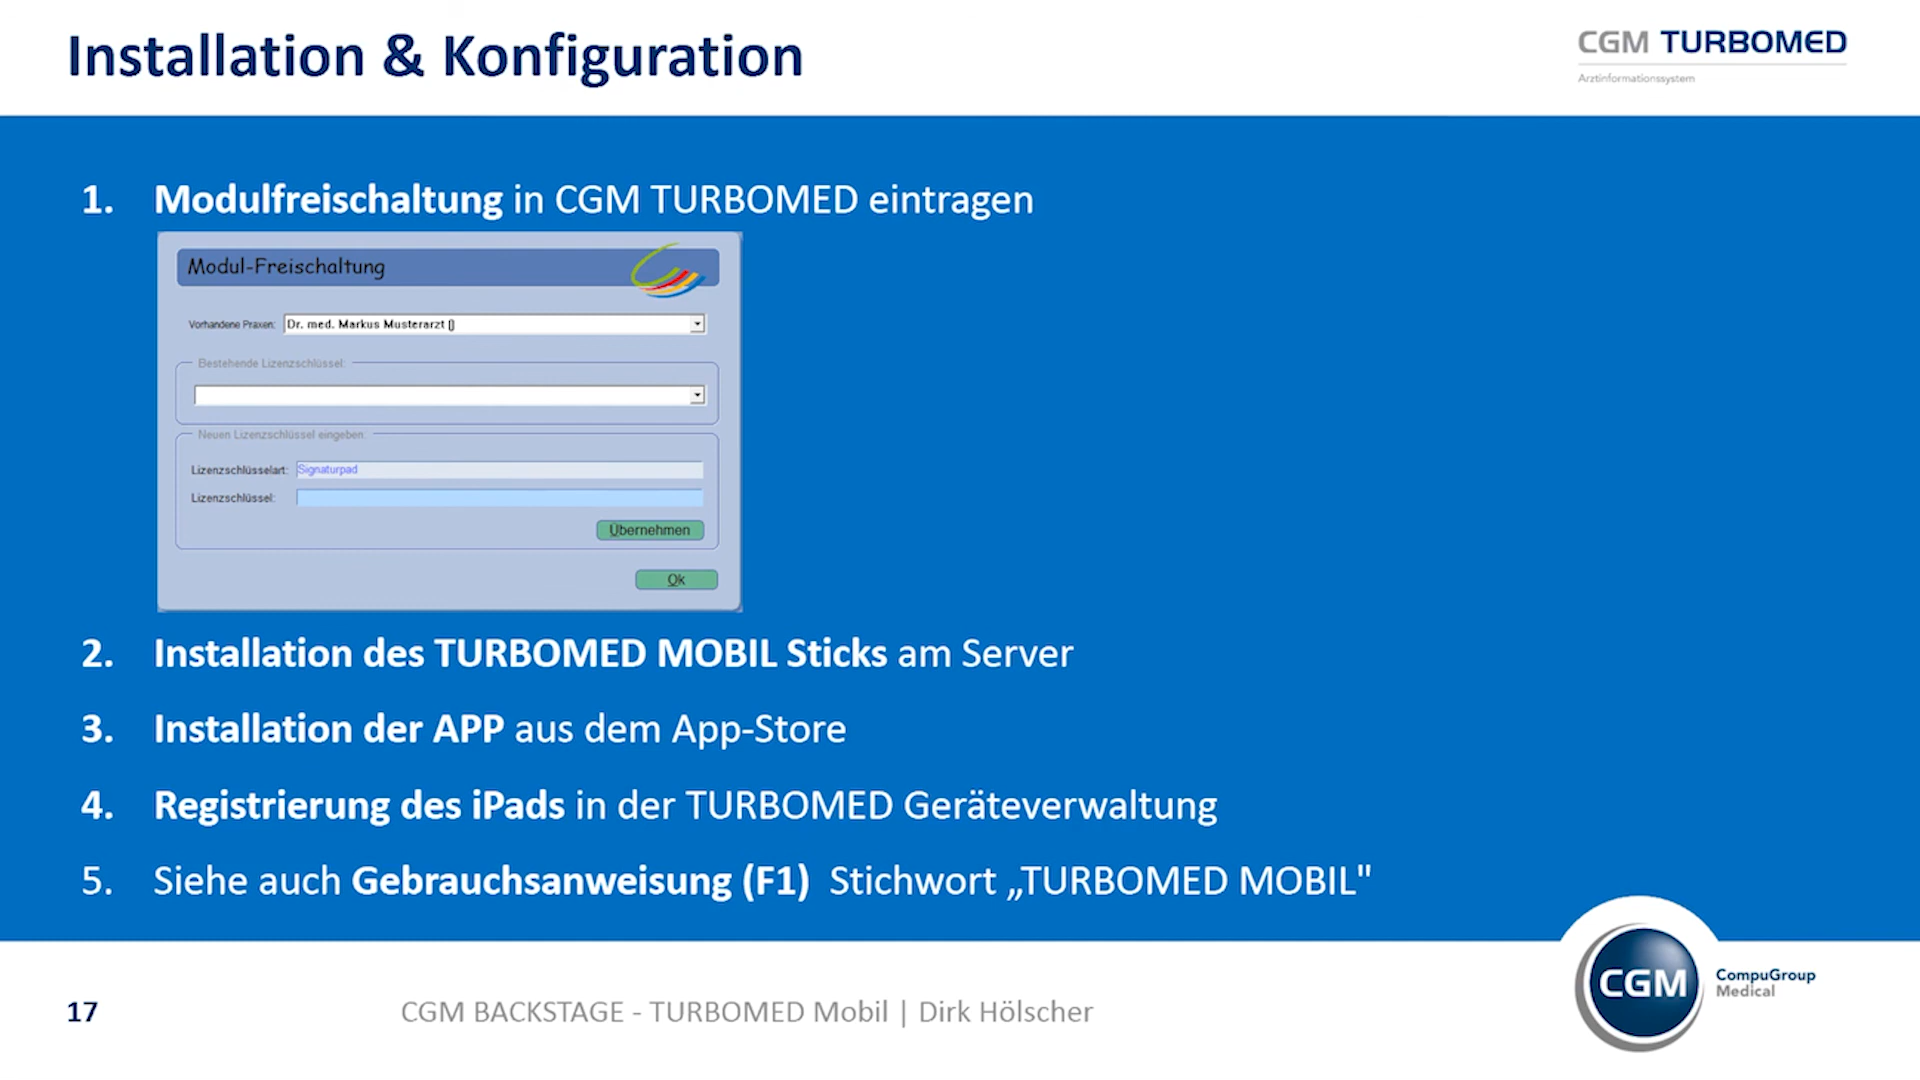 Installation & Konfiguration
CGM TURBOMED
Arztinformationssystem
1. Modulfreischaltung in CGM TURBOMED eintragen
Modul-Freischaltung
Vorhandene Praxen: Dr. med. Markus Musterarzt ()
Bestehende Lizenzschlüssel:
Neuen Lizenzschlüssel eingeben:
Lizenzschlüsselart: Signaturpad
Lizenzschlüssel:
Übernehmen
Ok
2. Installation des TURBOMED MOBIL Sticks am Server
3. Installation der APP aus dem App-Store
4. Registrierung des iPads in der TURBOMED Geräteverwaltung
5. Siehe auch Gebrauchsanweisung (F1) Stichwort „TURBOMED MOBIL"
17
CGM BACKSTAGE - TURBOMED Mobil | Dirk Hölscher
CGM
CompuGroup
Medical